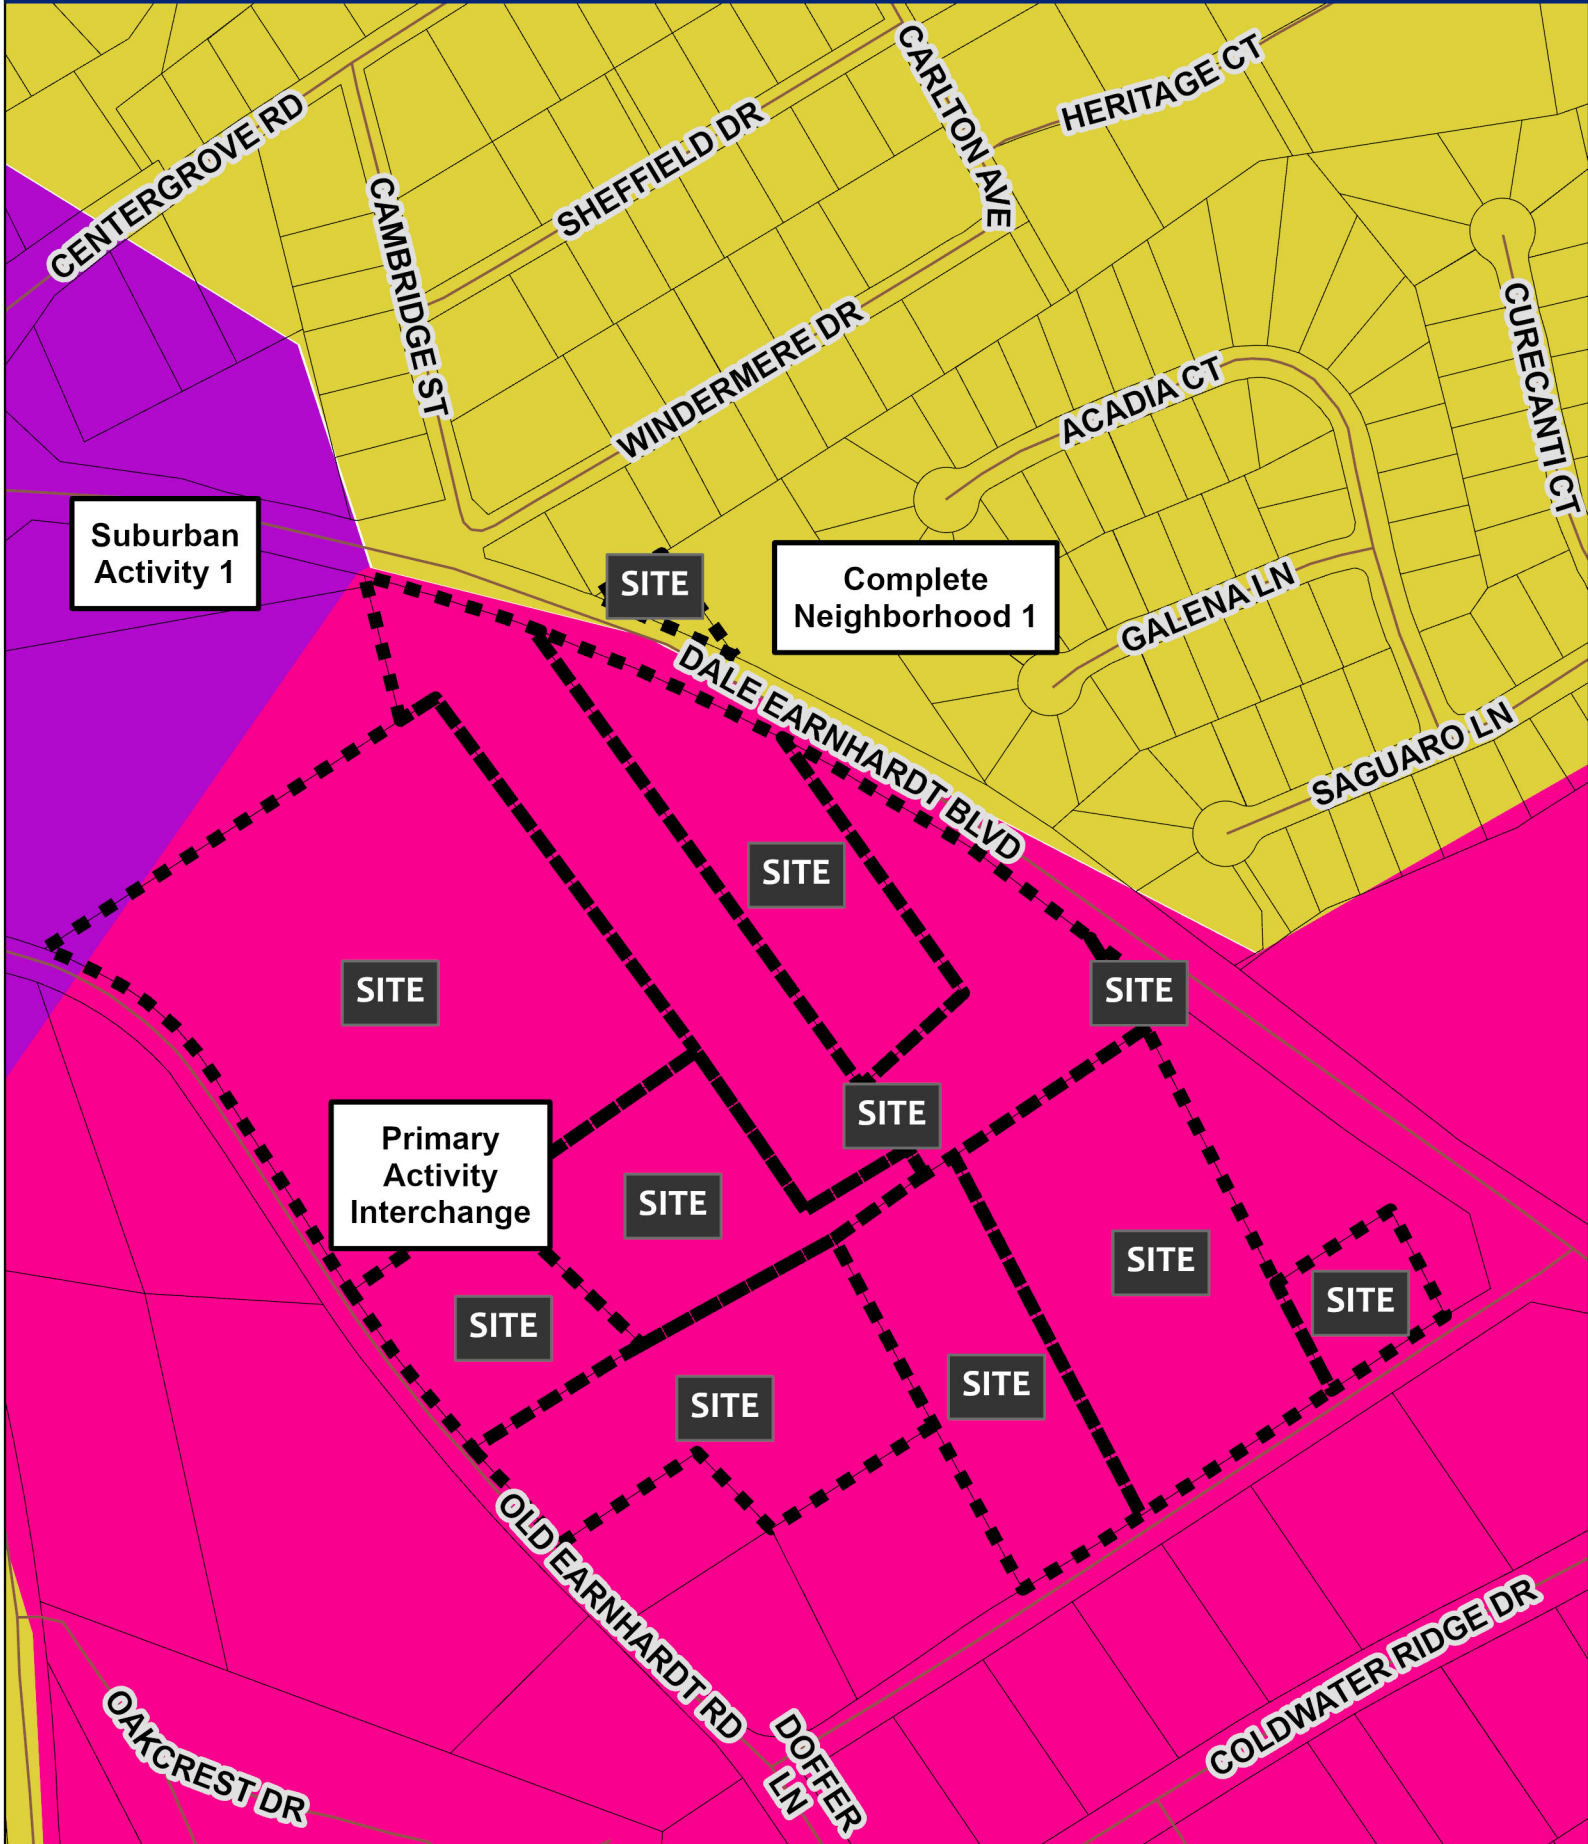 CARLTON AVE
HERITAGE CT
CENTERGROVE RD
SHEFFIELD DR
CAMBRIDGE ST
WINDERMERE DR
ACADIA CT
CURECANTI CT
Suburban
Activity 1
SITE
Complete
Neighborhood 1
GALENA LN
DALE EARNHARDT BLVD
SAGUARO LN
SITE
SITE
SITE
SITE
Primary
Activity
Interchange
SITE
SITE
SITE
SITE
SITE
SITE
OLD EARNHARDT RD
COLDWATER RIDGE DR
OAKCREST DR
DOFFER
LN